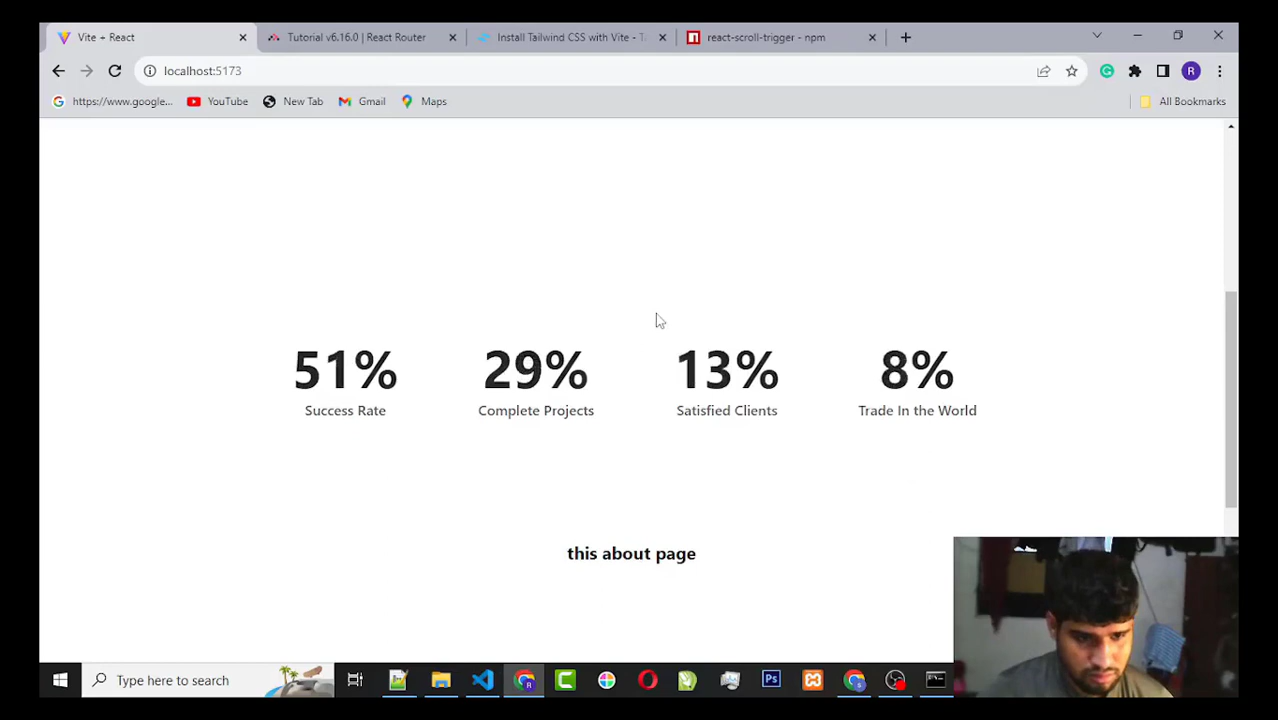 Vite + React
Tutorial v6.16.0 | React Router
Install Tailwind CSS with Vite - Ta
react-scroll-trigger - npm
localhost:5173
R
https://www.google...
YouTube
New Tab
Gmail
Maps
All Bookmarks
51% 29% 13% 8%
Success Rate Complete Projects Satisfied Clients Trade In the World
this about page
Type here to search
Ps